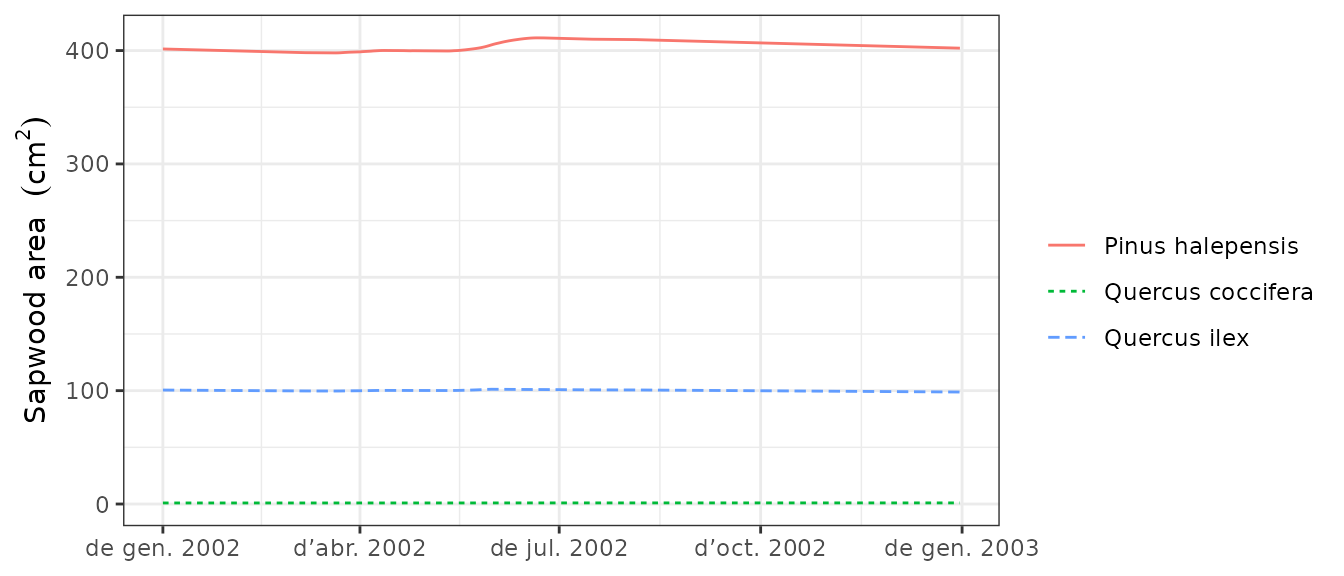 Sapwood area (cm²)
400
300
200
100
0
de gen. 2002
d’abr. 2002
de jul. 2002
d’oct. 2002
de gen. 2003
Pinus halepensis
Quercus coccifera
Quercus ilex